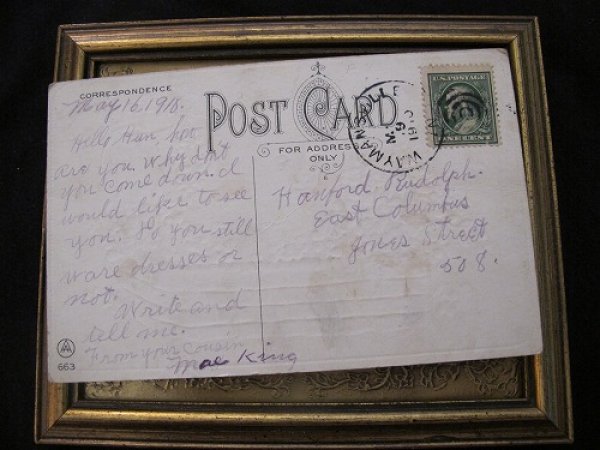 CORRESPONDENCE
May 16, 1910.
Hello Han, how
are you. why dont
you come down. I
would like to see
you. Do you still
ware dresses or
not.
Write and
tell me.
From your cousin
Mae King
663
POST CARD
FOR ADDRESS
ONLY
WAYMANSVILLE
1910
U.S. POSTAGE
ONE CENT
Hanford Rudolph.
East Columbus
Jones Street
508.